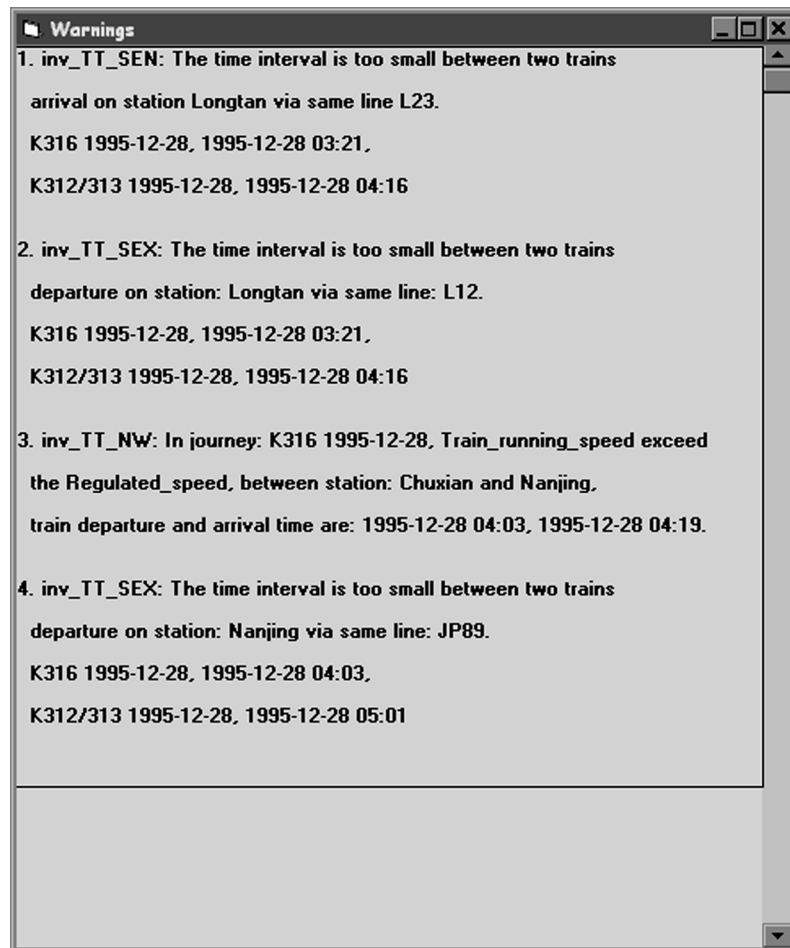 Warnings
1. inv_TT_SEN: The time interval is too small between two trains
arrival on station Longtan via same line L23.
K316 1995-12-28, 1995-12-28 03:21,
K312/313 1995-12-28, 1995-12-28 04:16
2. inv_TT_SEX: The time interval is too small between two trains
departure on station: Longtan via same line: L12.
K316 1995-12-28, 1995-12-28 03:21,
K312/313 1995-12-28, 1995-12-28 04:16
3. inv_TT_NW: In journey: K316 1995-12-28, Train_running_speed exceed
the Regulated_speed, between station: Chuxian and Nanjing,
train departure and arrival time are: 1995-12-28 04:03, 1995-12-28 04:19.
4. inv_TT_SEX: The time interval is too small between two trains
departure on station: Nanjing via same line: JP89.
K316 1995-12-28, 1995-12-28 04:03,
K312/313 1995-12-28, 1995-12-28 05:01